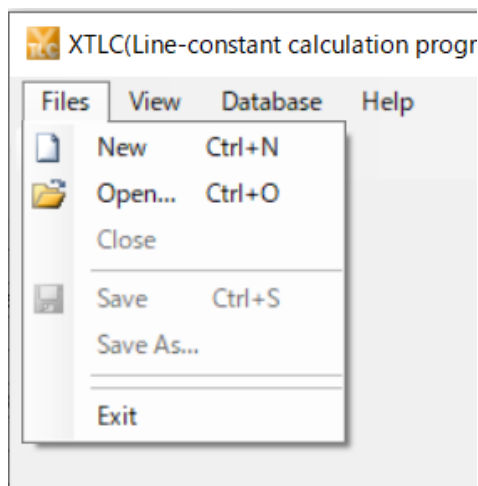 XTLC(Line-constant calculation progr
Files View Database Help
New Ctrl+N
Open... Ctrl+O
Close
Save Ctrl+S
Save As...
Exit